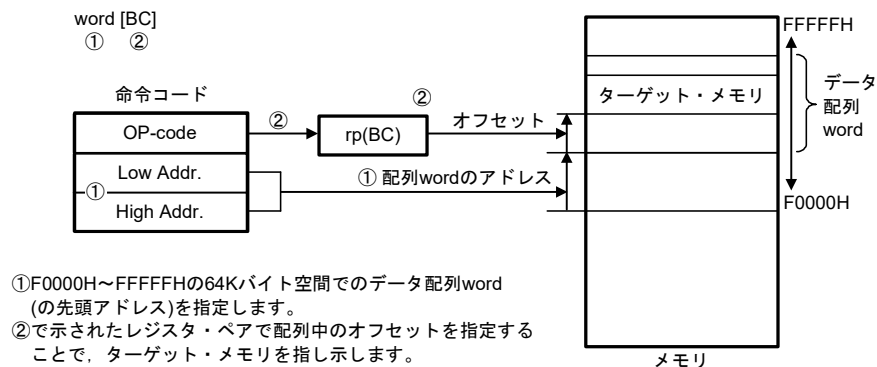 word [BC]
① ②
命令コード
OP-code
Low Addr.
①
High Addr.
②
rp(BC)
②
オフセット
① 配列wordのアドレス
FFFFFH
ターゲット・メモリ
データ
配列
word
F0000H
メモリ
①F0000H～FFFFFHの64Kバイト空間でのデータ配列word
(の先頭アドレス)を指定します。
②で示されたレジスタ・ペアで配列中のオフセットを指定する
ことで，ターゲット・メモリを指し示します。